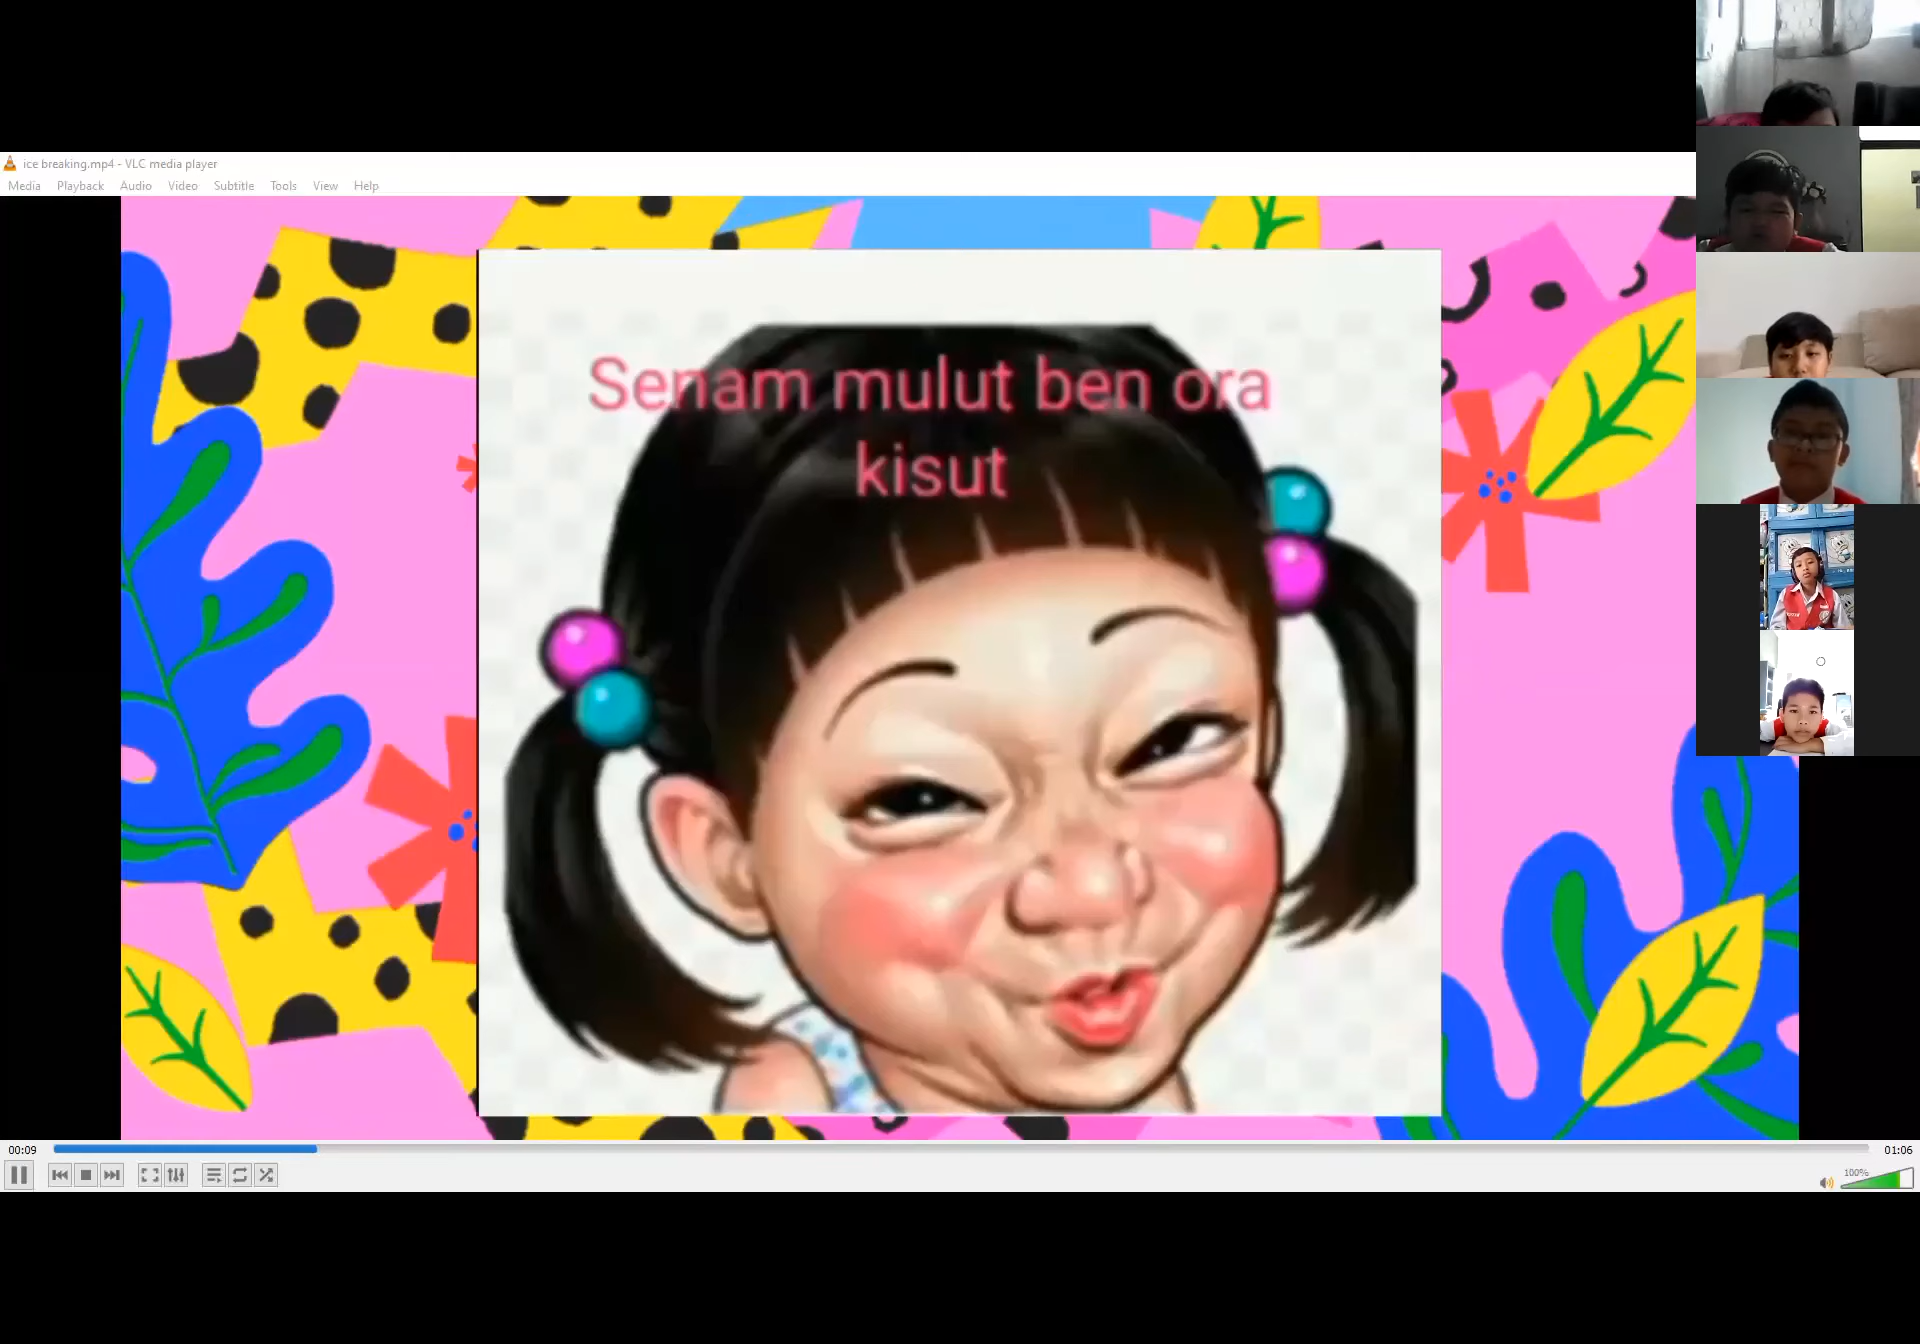 ice breaking.mp4 - VLC media player
Media Playback Audio Video Subtitle Tools View Help
Senam mulut ben ora
kisut
00:09
01:06
100%